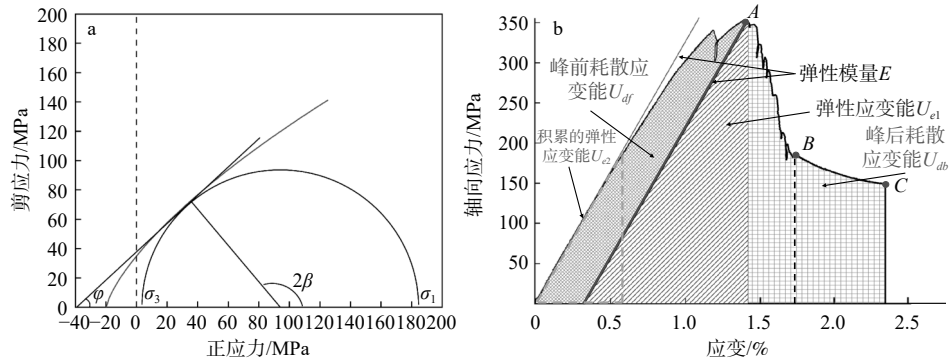 a
200
180
160
140
120
100
80
60
40
20
0
剪应力/MPa
φ
σ3
2β
σ1
−40−20 0 20 40 60 80 100 120 140 160 180 200
正应力/MPa
b
350
300
250
200
150
100
50
轴向应力/MPa
A
峰前耗散应
变能Udf
弹性模量E
弹性应变能Ue1
积累的弹性
应变能Ue2
峰后耗散
应变能Udb
B
C
0 0.5 1.0 1.5 2.0 2.5
应变/%